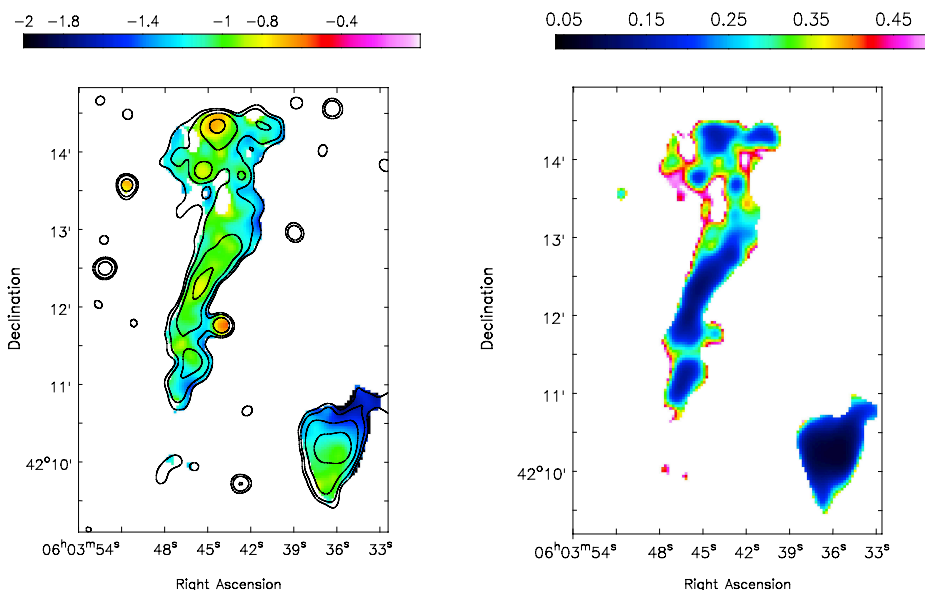 −2 −1.8 −1.4 −1 −0.8 −0.4
0.05 0.15 0.25 0.35 0.45
14'
13'
12'
11'
42°10'
06ʰ03ᵐ54ˢ 48ˢ 45ˢ 42ˢ 39ˢ 36ˢ 33ˢ
Right Ascension
Declination
14'
13'
12'
11'
42°10'
06ʰ03ᵐ54ˢ 48ˢ 45ˢ 42ˢ 39ˢ 36ˢ 33ˢ
Right Ascension
Declination